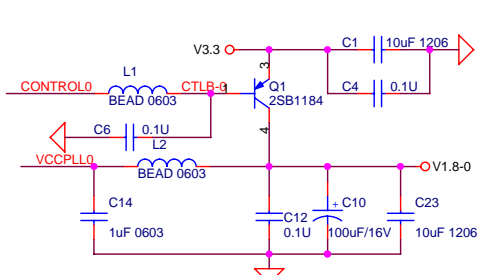 V3.3
C1
10uF 1206
3
L1
CONTROL0
CTLB-0
1
Q1
2SB1184
C4
0.1U
BEAD 0603
C6
0.1U
L2
4
VCCPLL0
BEAD 0603
V1.8-0
C14
1uF 0603
C12
0.1U
+
C10
100uF/16V
C23
10uF 1206